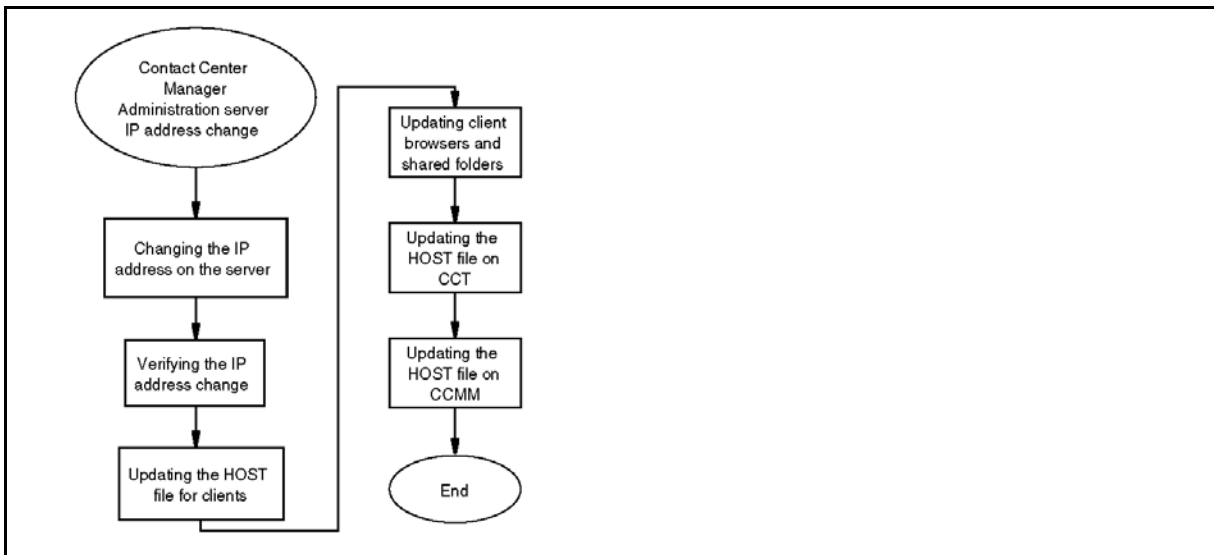 Contact Center
Manager
Administration server
IP address change
Changing the IP
address on the server
Verifying the IP
address change
Updating the HOST
file for clients
Updating client
browsers and
shared folders
Updating the
HOST file on
CCT
Updating the
HOST file on
CCMM
End